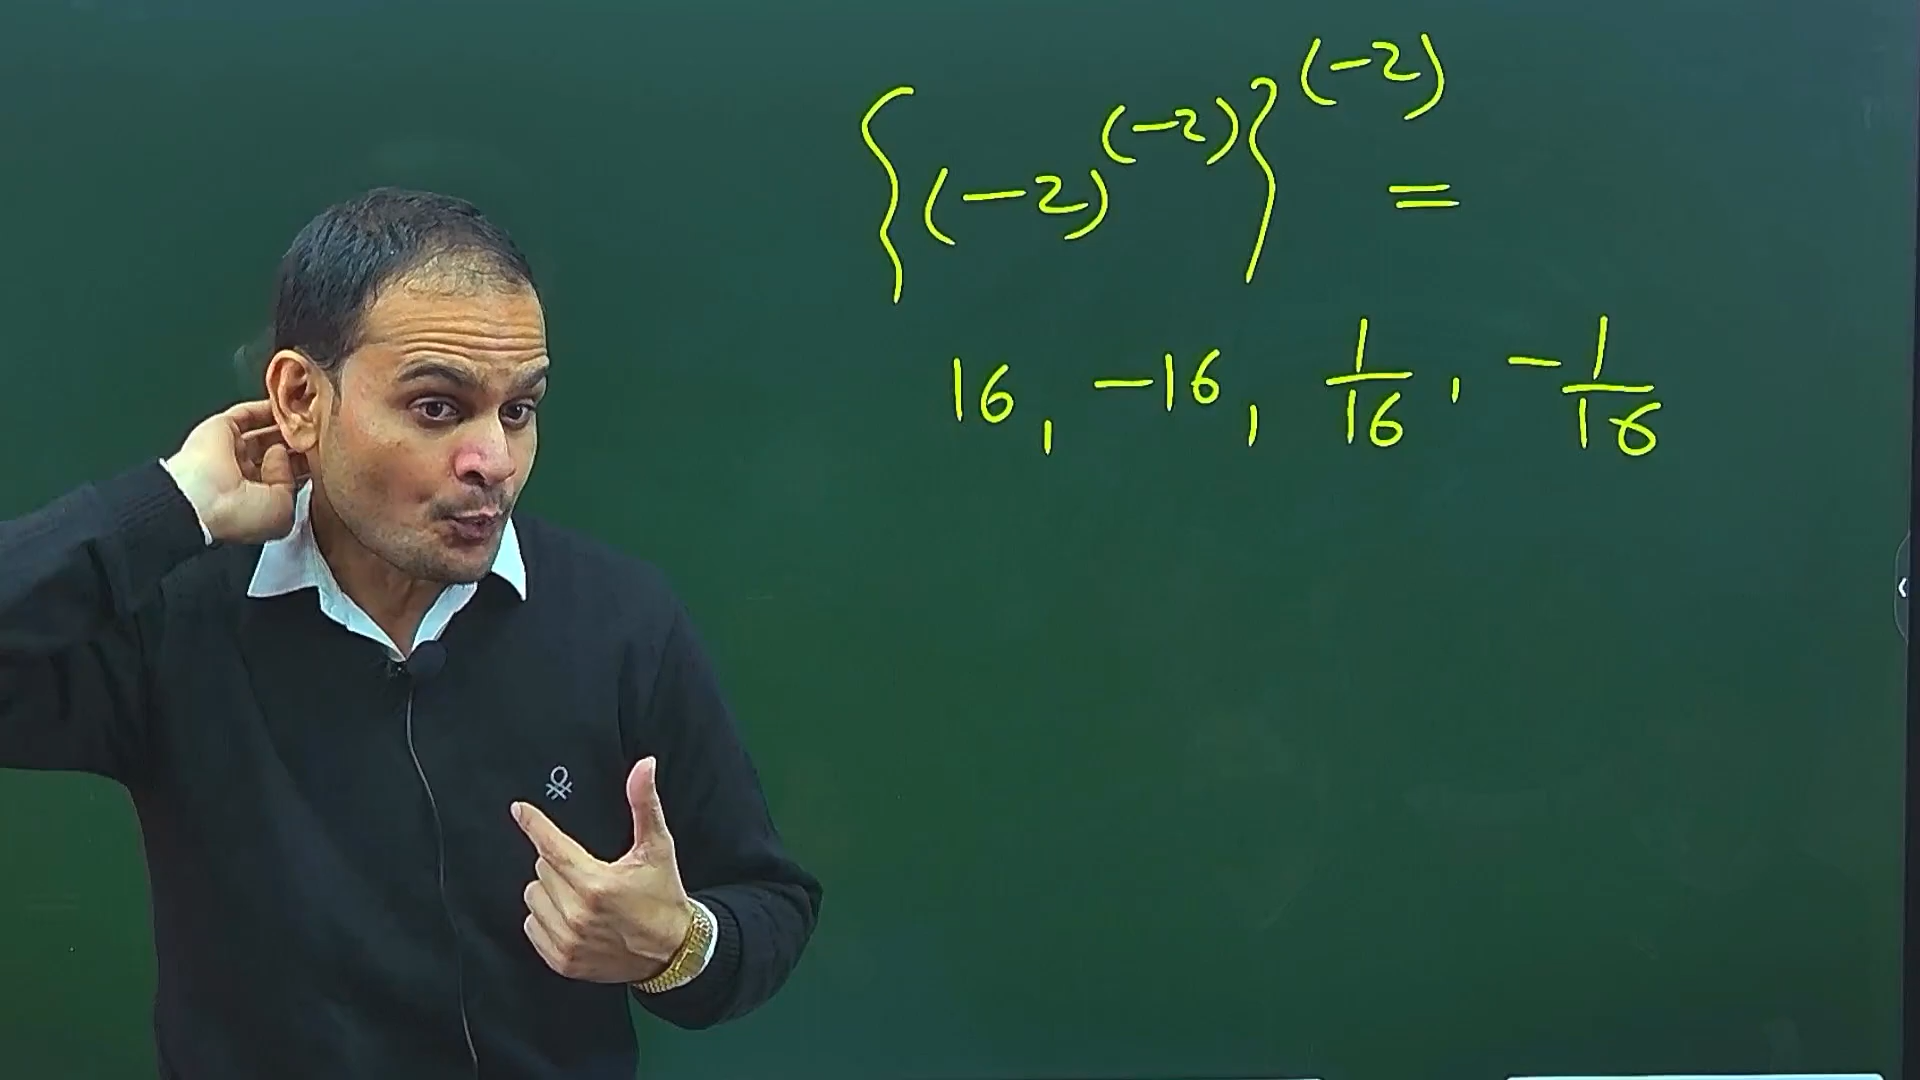 {(-2)^(-2)}^(-2) =
16, -16, 1/16, -1/16